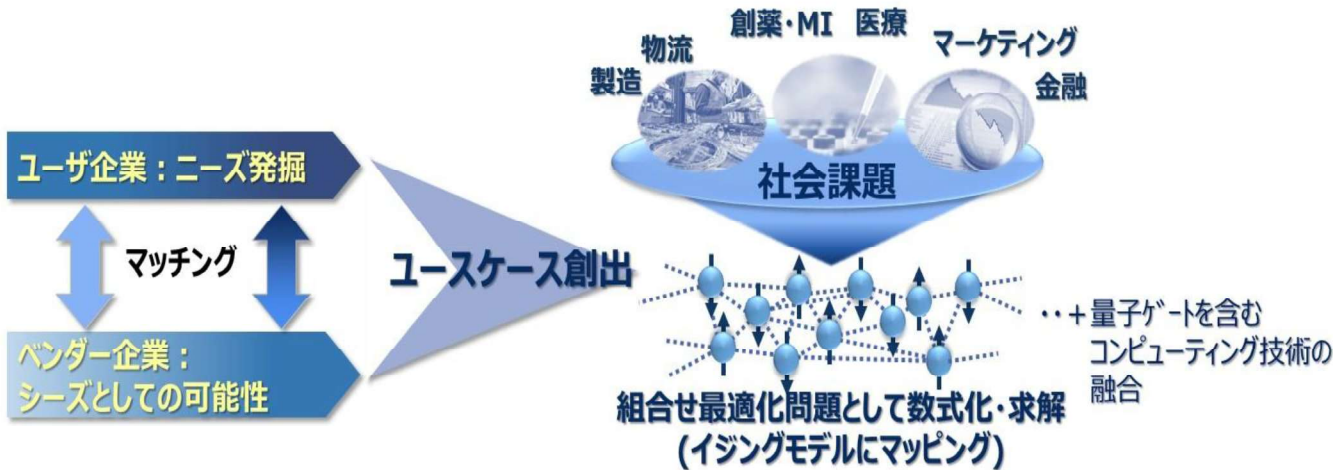 ユーザ企業：ニーズ発掘
マッチング
ベンダー企業：
シーズとしての可能性
ユースケース創出
製造
物流
創薬・MI　医療
マーケティング
金融
社会課題
組合せ最適化問題として数式化・求解
(イジングモデルにマッピング)
‥＋量子ゲートを含む
コンピューティング技術の
融合